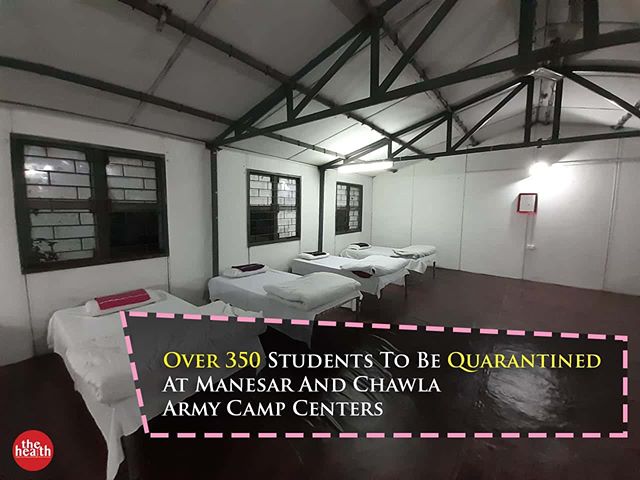 Over 350 Students To Be Quarantined
At Manesar And Chawla
Army Camp Centers
the
health